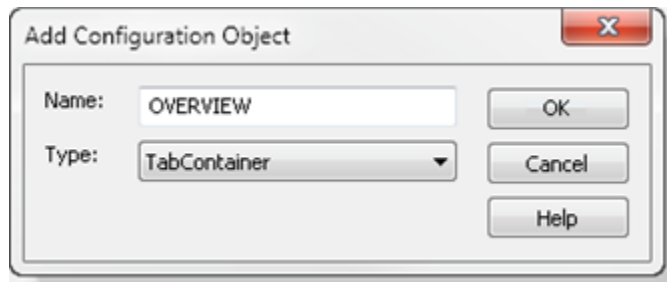 Add Configuration Object
Name: OVERVIEW OK
Type: TabContainer Cancel
Help